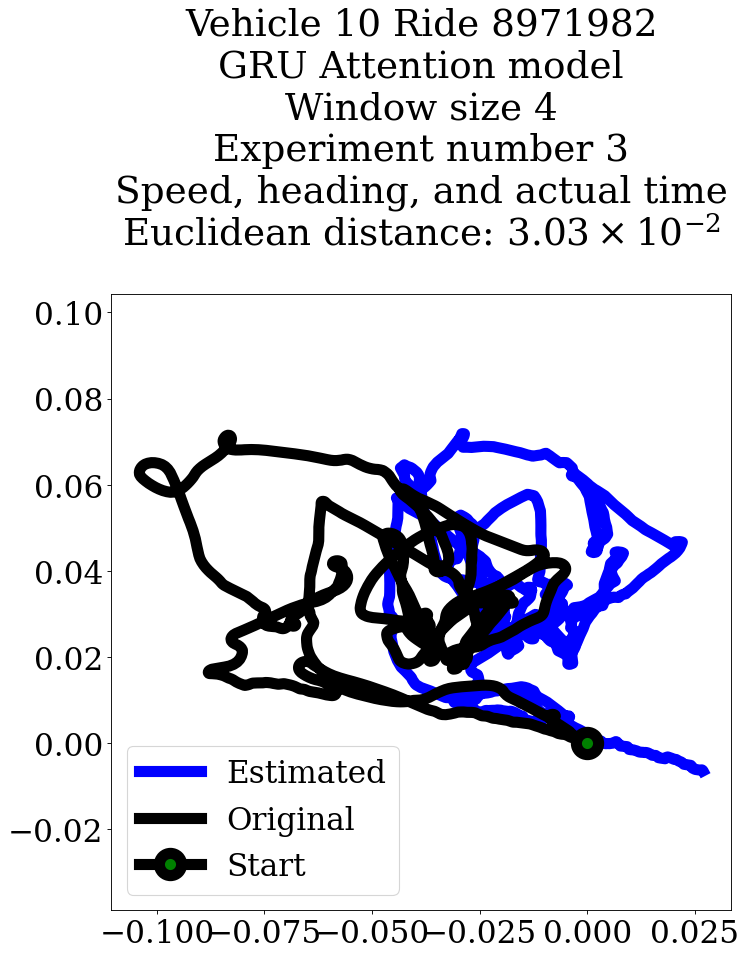 Vehicle 10 Ride 8971982
GRU Attention model
Window size 4
Experiment number 3
Speed, heading, and actual time
Euclidean distance: 3.03 × 10⁻²
0.10
0.08
0.06
0.04
0.02
0.00
−0.02
Estimated
Original
Start
−0.100 −0.075 −0.050 −0.025 0.000 0.025